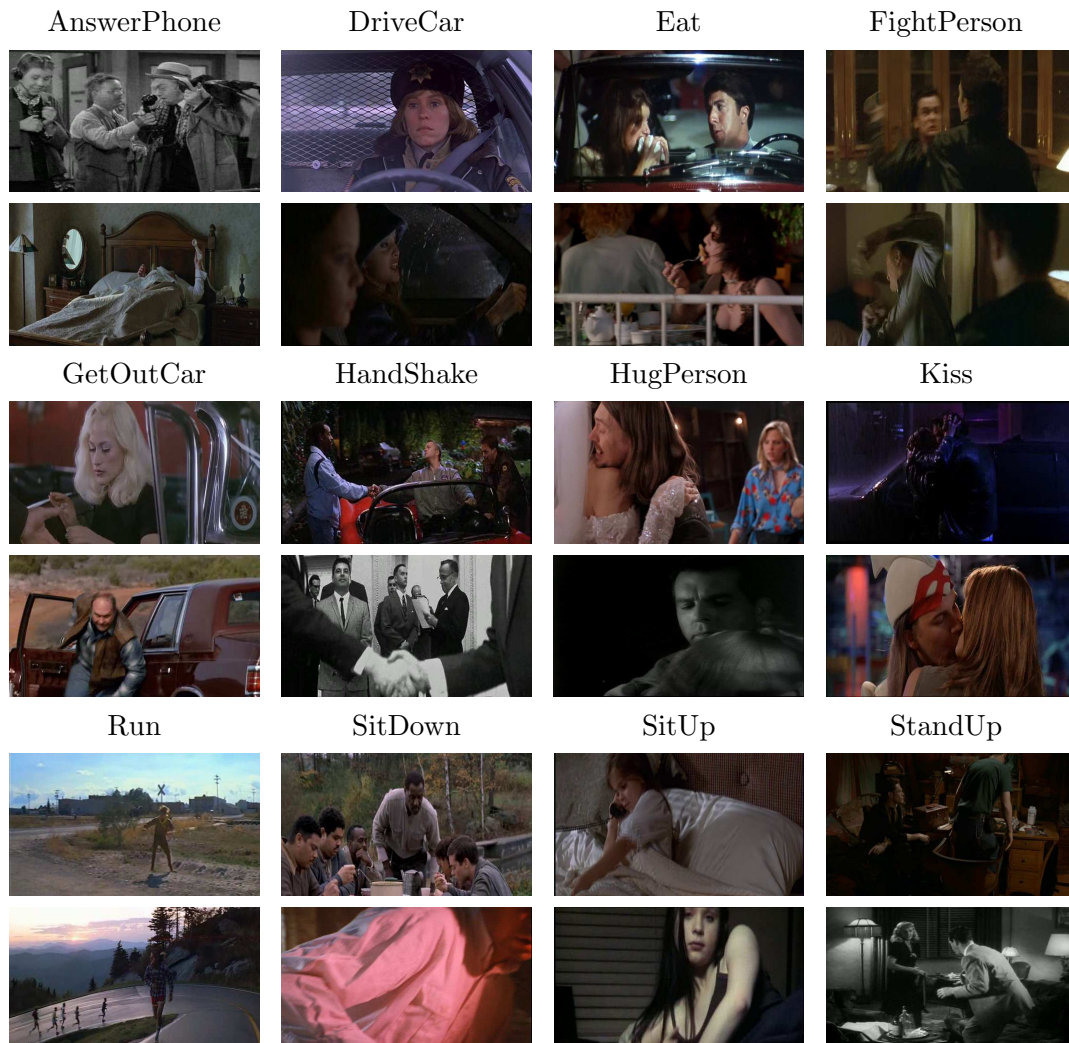 AnswerPhone DriveCar Eat FightPerson
GetOutCar HandShake HugPerson Kiss
Run SitDown SitUp StandUp